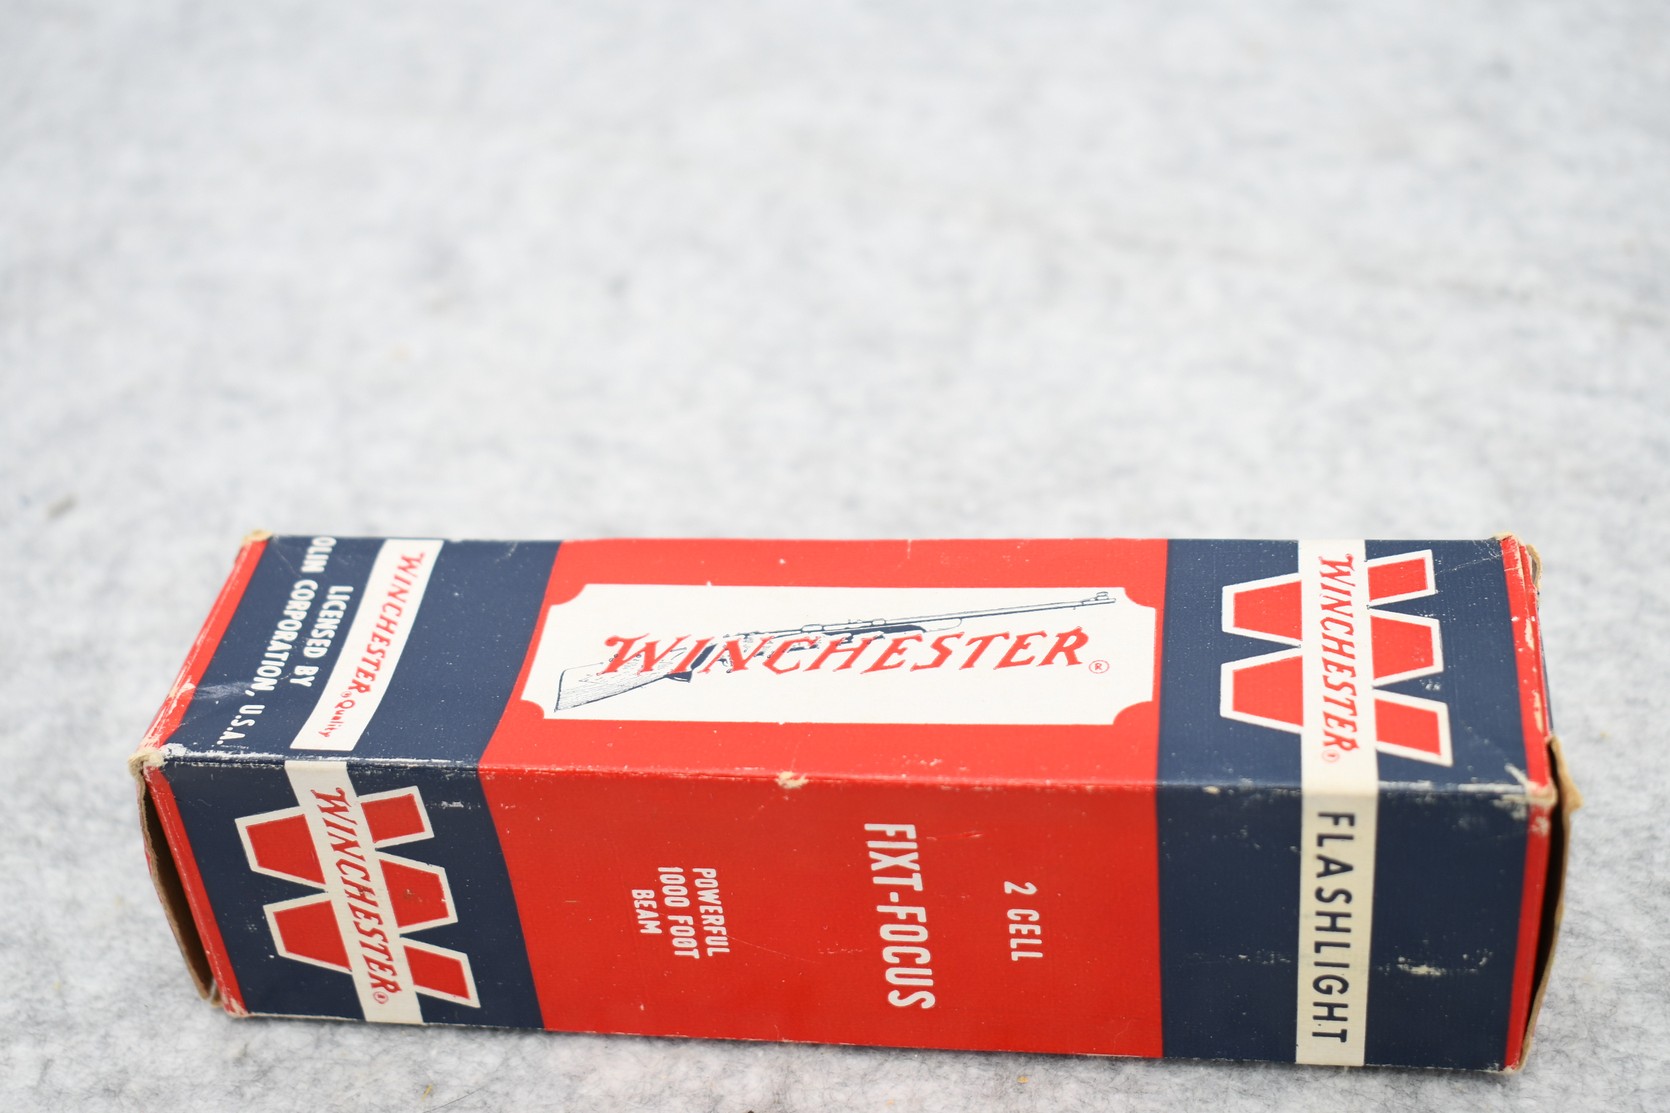 OLIN CORPORATION, U.S.A.
LICENSED BY
WINCHESTER® Quality
WINCHESTER®
WINCHESTER®
WINCHESTER®
POWERFUL
1000 FOOT
BEAM
FIXT-FOCUS
2 CELL
FLASHLIGHT